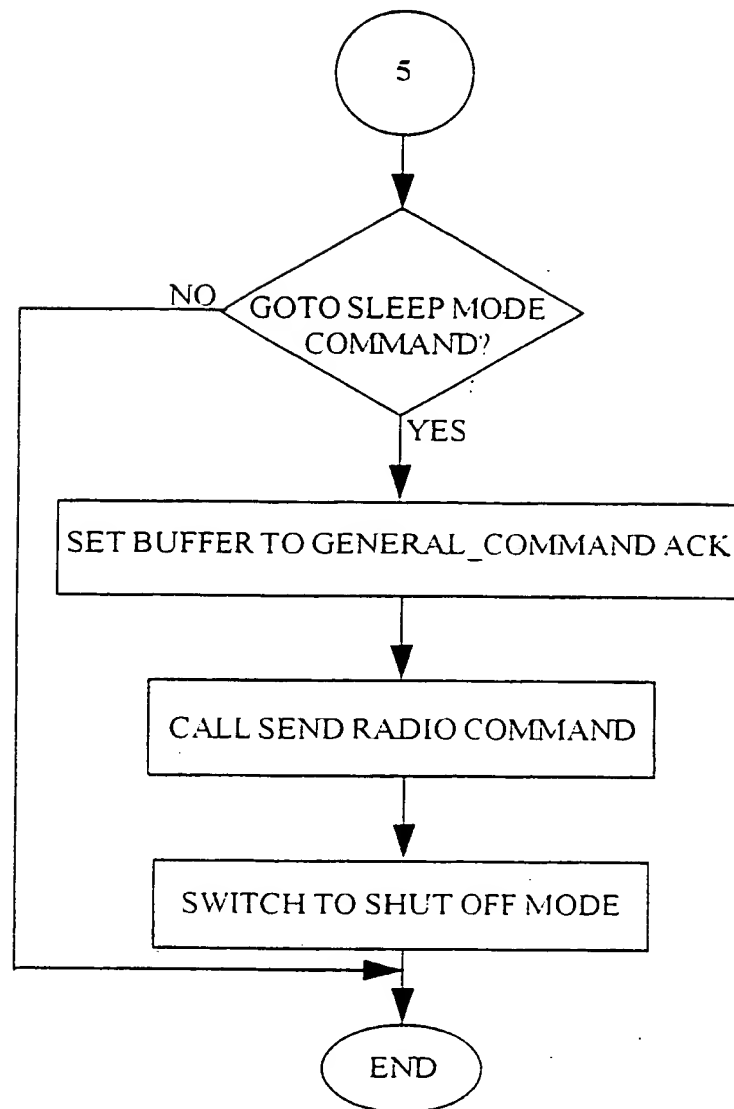 5
GOTO SLEEP MODE
COMMAND?
NO
YES
SET BUFFER TO GENERAL_COMMAND ACK
CALL SEND RADIO COMMAND
SWITCH TO SHUT OFF MODE
END